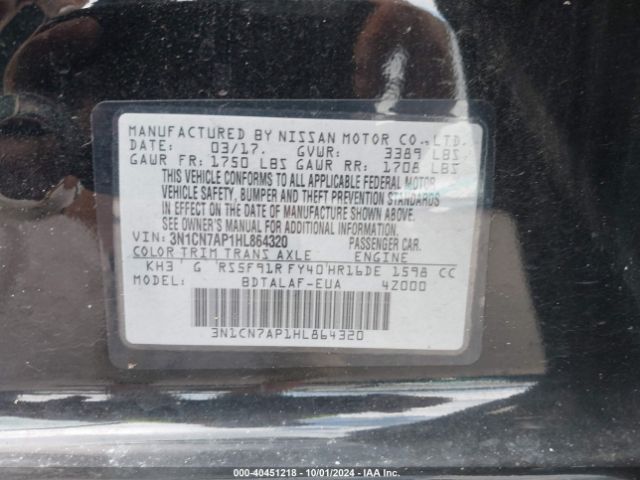 MANUFACTURED BY NISSAN MOTOR CO., LTD.
DATE: 03/17. GVWR: 3389 LBS
GAWR FR: 1750 LBS GAWR RR: 1708 LBS
THIS VEHICLE CONFORMS TO ALL APPLICABLE FEDERAL MOTOR
VEHICLE SAFETY, BUMPER AND THEFT PREVENTION STANDARDS
IN EFFECT ON THE DATE OF MANUFACTURE SHOWN ABOVE.
SEE OWNERS MANUAL ADDITIONAL INFORMATION
VIN: 3N1CN7AP1HL864320 PASSENGER CAR.
COLOR TRIM TRANS AXLE ENGINE
KH3 G RS5F91R FY40 HR16DE 1598 CC
MODEL: BDTALAF-EUA 4Z000
3N1CN7AP1HL864320
000-40451218 - 10/01/2024 - IAA Inc.